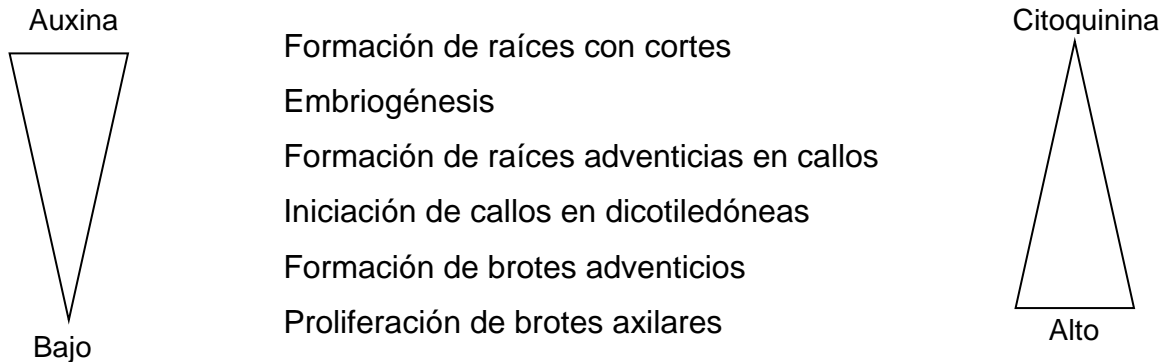 Auxina
Citoquinina
Formación de raíces con cortes
Embriogénesis
Formación de raíces adventicias en callos
Iniciación de callos en dicotiledóneas
Formación de brotes adventicios
Proliferación de brotes axilares
Bajo
Alto